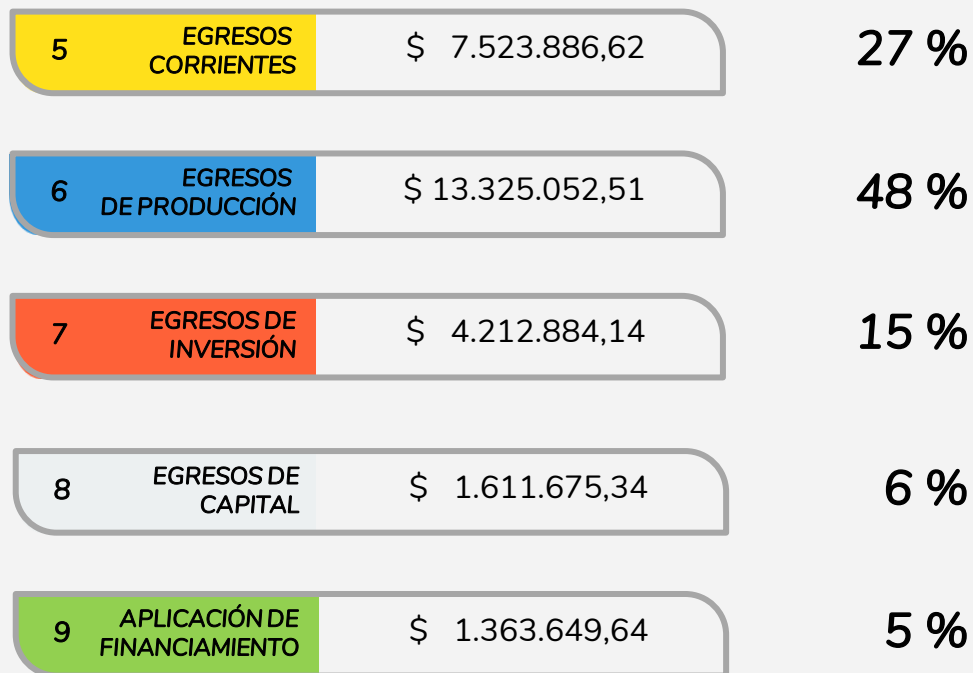 5 EGRESOS CORRIENTES $ 7.523.886,62 27 %
6 EGRESOS DE PRODUCCIÓN $ 13.325.052,51 48 %
7 EGRESOS DE INVERSIÓN $ 4.212.884,14 15 %
8 EGRESOS DE CAPITAL $ 1.611.675,34 6 %
9 APLICACIÓN DE FINANCIAMIENTO $ 1.363.649,64 5 %